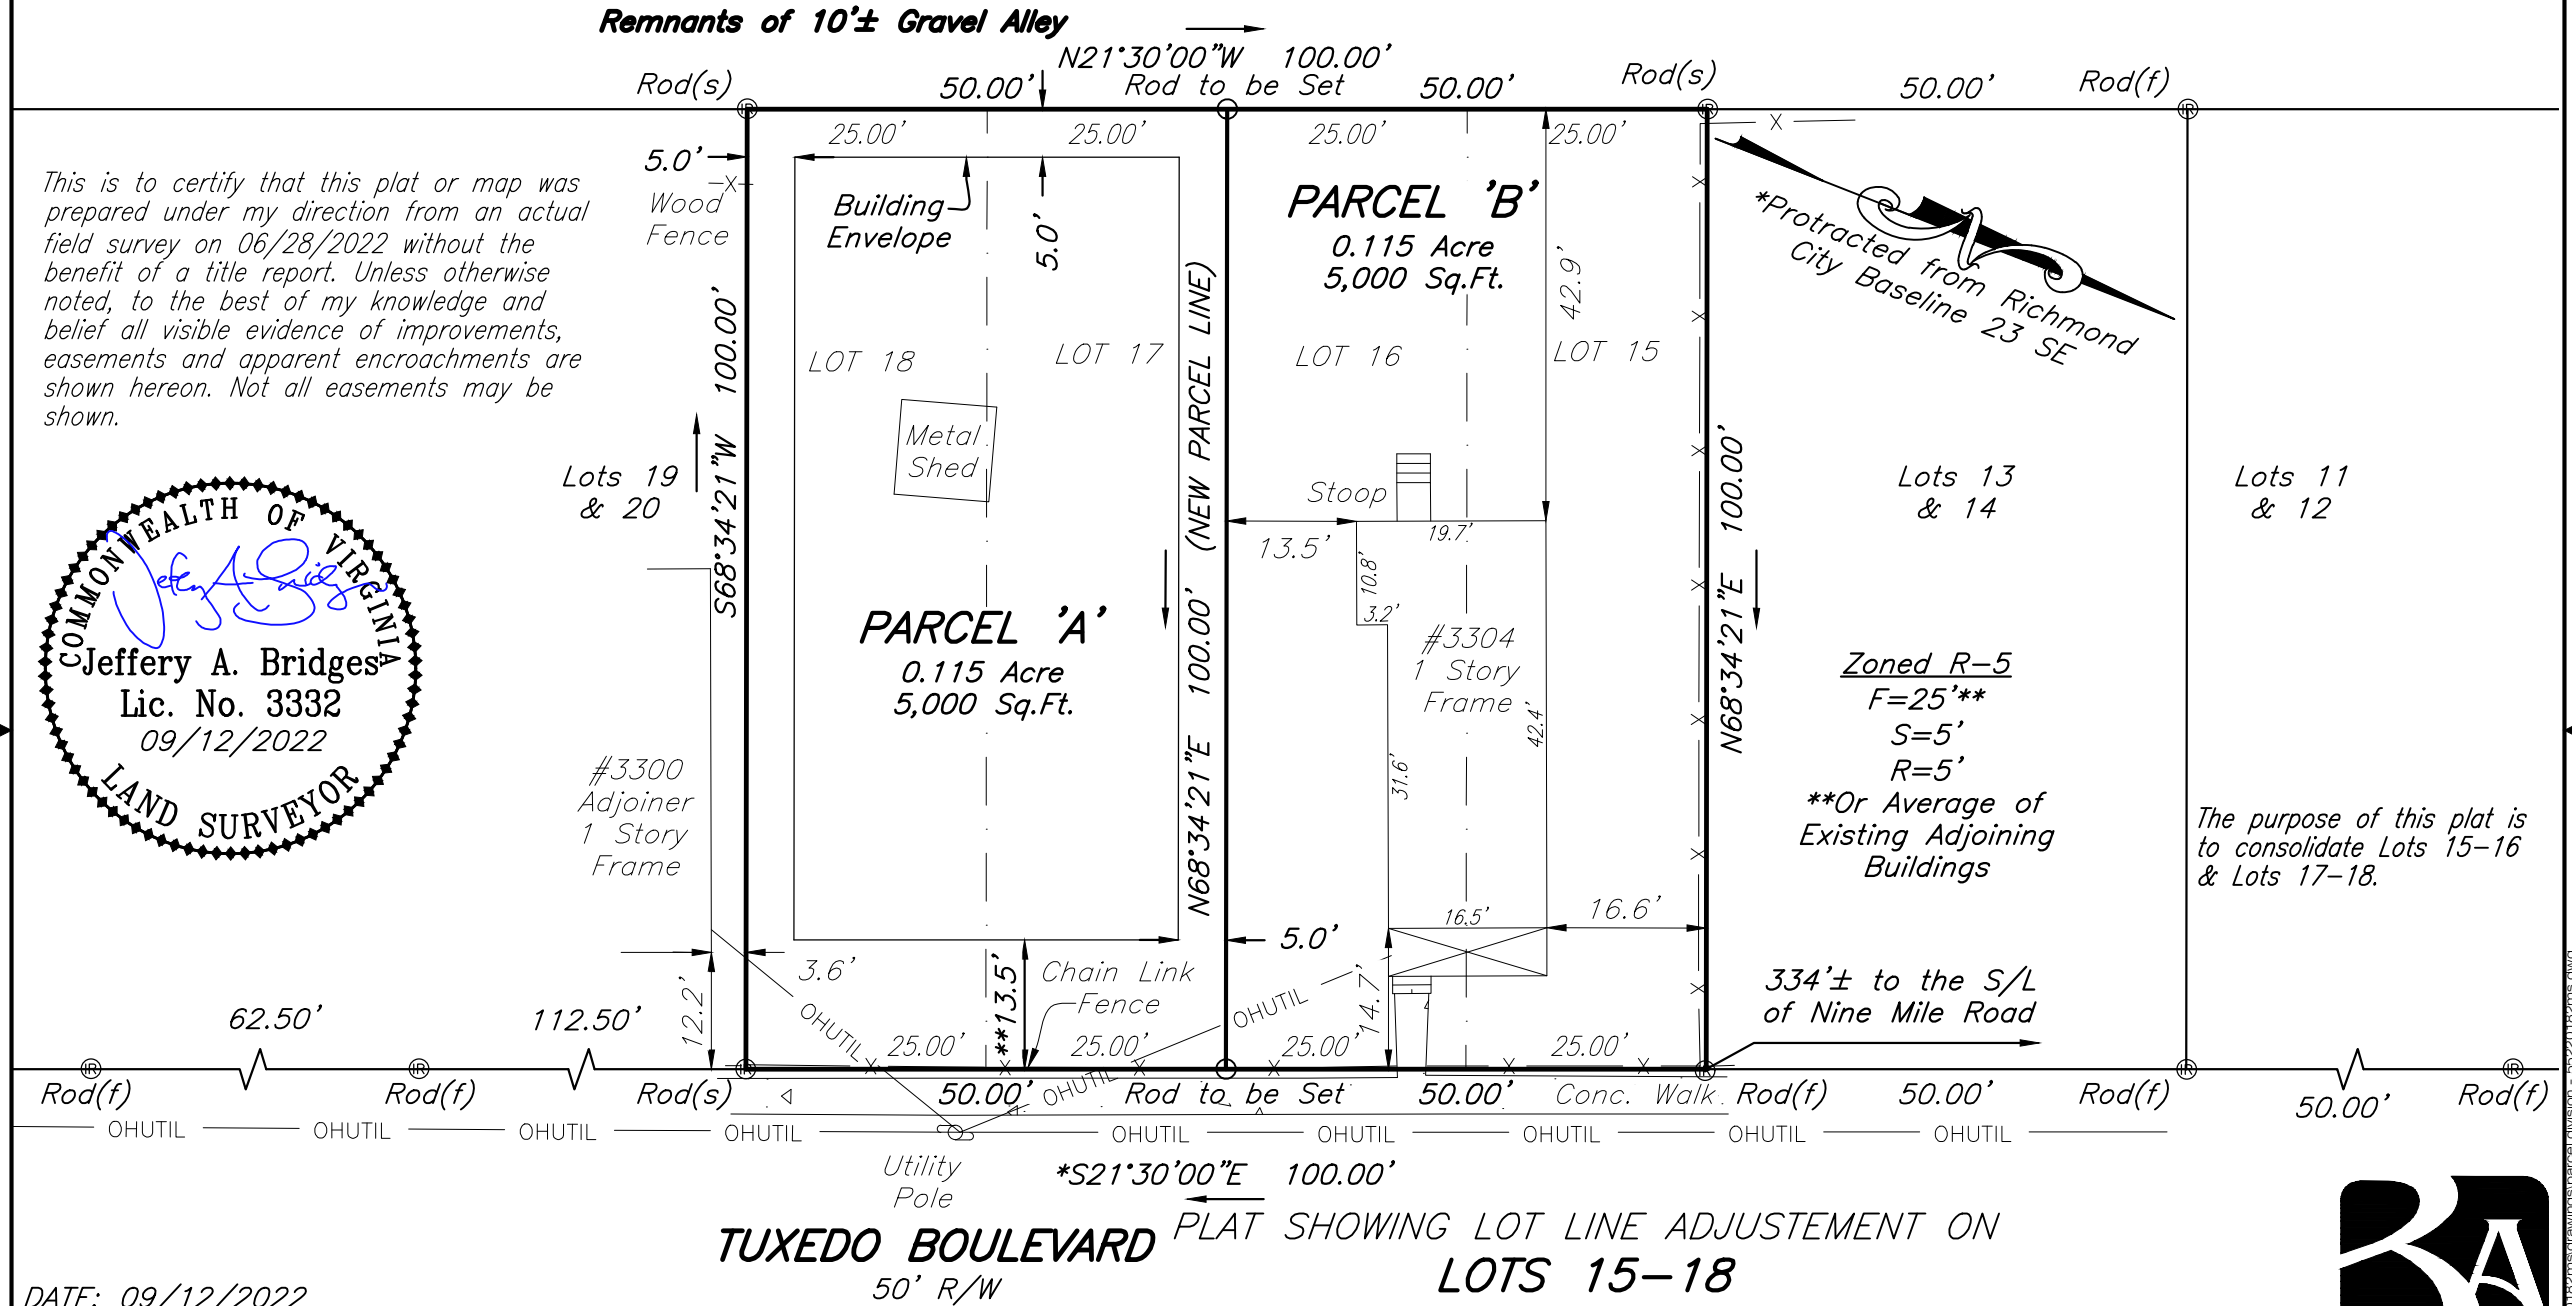 Remnants of 10'± Gravel Alley
N21°30'00"W 100.00'
Rod(s)
50.00'
Rod to be Set
50.00'
Rod(s)
50.00'
Rod(f)
25.00'
25.00'
25.00'
25.00'
5.0'
X
X
Wood
Fence
This is to certify that this plat or map was
prepared under my direction from an actual
field survey on 06/28/2022 without the
benefit of a title report. Unless otherwise
noted, to the best of my knowledge and
belief all visible evidence of improvements,
easements and apparent encroachments are
shown hereon. Not all easements may be
shown.
Building
Envelope
5.0'
PARCEL 'B'
0.115 Acre
5,000 Sq.Ft.
42.9'
*Protracted from Richmond
City Baseline 23 SE
N
S68°34'21"W 100.00'
LOT 18
LOT 17
LOT 16
LOT 15
N68°34'21"E 100.00' (NEW PARCEL LINE)
N68°34'21"E 100.00'
Metal
Shed
Lots 19
& 20
Stoop
13.5'
19.7'
10.8'
3.2'
Lots 13
& 14
Lots 11
& 12
COMMONWEALTH OF VIRGINIA
Jeffery A. Bridges
Jeffery A. Bridges
Lic. No. 3332
09/12/2022
LAND SURVEYOR
PARCEL 'A'
0.115 Acre
5,000 Sq.Ft.
#3304
1 Story
Frame
42.4'
31.6'
Zoned R-5
F=25'**
S=5'
R=5'
**Or Average of
Existing Adjoining
Buildings
#3300
Adjoiner
1 Story
Frame
The purpose of this plat is
to consolidate Lots 15-16
& Lots 17-18.
16.5'
16.6'
5.0'
3.6'
12.2'
**13.5'
Chain Link
Fence
14.7'
OHUTIL
OHUTIL
OHUTIL
334'± to the S/L
of Nine Mile Road
62.50'
112.50'
25.00'
25.00'
25.00'
25.00'
Rod(f)
Rod(f)
Rod(s)
50.00'
Rod to be Set
50.00'
Conc. Walk
Rod(f)
50.00'
Rod(f)
50.00'
Rod(f)
OHUTIL OHUTIL OHUTIL OHUTIL OHUTIL OHUTIL OHUTIL OHUTIL OHUTIL
Utility
Pole
*S21°30'00"E 100.00'
TUXEDO BOULEVARD
50' R/W
PLAT SHOWING LOT LINE ADJUSTEMENT ON
LOTS 15-18
DATE: 09/12/2022